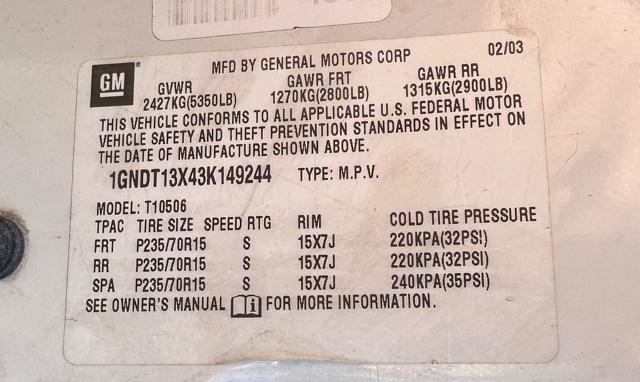 MFD BY GENERAL MOTORS CORP 02/03
GM
GVWR GAWR FRT GAWR RR
2427KG(5350LB) 1270KG(2800LB) 1315KG(2900LB)
THIS VEHICLE CONFORMS TO ALL APPLICABLE U.S. FEDERAL MOTOR
VEHICLE SAFETY AND THEFT PREVENTION STANDARDS IN EFFECT ON
THE DATE OF MANUFACTURE SHOWN ABOVE.
1GNDT13X43K149244 TYPE: M.P.V.
MODEL: T10506
TPAC TIRE SIZE SPEED RTG RIM COLD TIRE PRESSURE
FRT P235/70R15 S 15X7J 220KPA(32PSI)
RR P235/70R15 S 15X7J 220KPA(32PSI)
SPA P235/70R15 S 15X7J 240KPA(35PSI)
SEE OWNER'S MANUAL i FOR MORE INFORMATION.